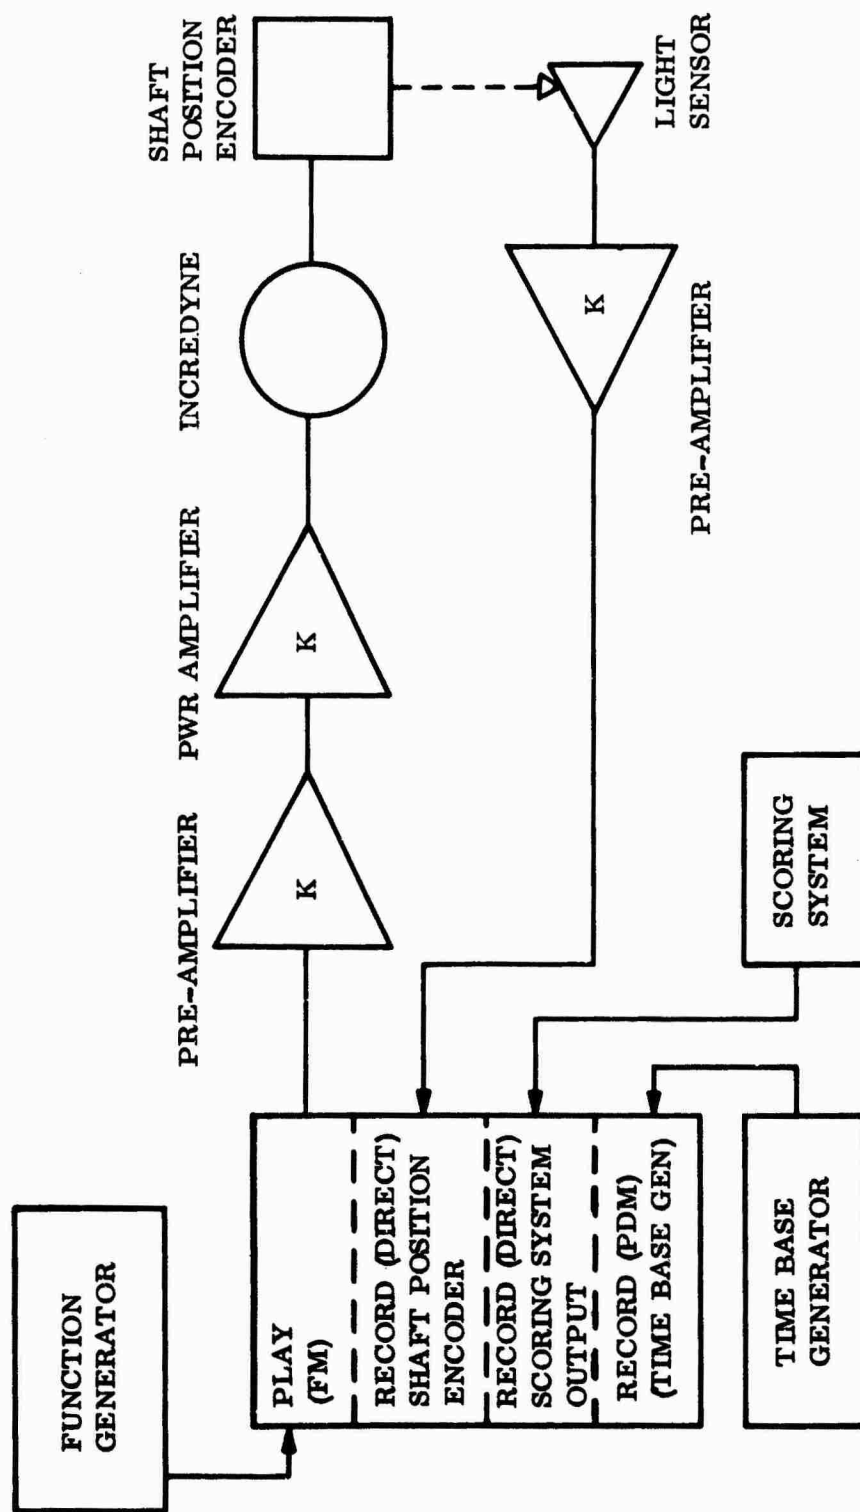 FUNCTION
GENERATOR
PLAY
(FM)
RECORD (DIRECT)
SHAFT POSITION
ENCODER
RECORD (DIRECT)
SCORING SYSTEM
OUTPUT
RECORD (PDM)
(TIME BASE GEN)
TIME BASE
GENERATOR
SCORING
SYSTEM
PRE-AMPLIFIER
K
PWR AMPLIFIER
K
INCREDYNE
SHAFT
POSITION
ENCODER
LIGHT
SENSOR
K
PRE-AMPLIFIER